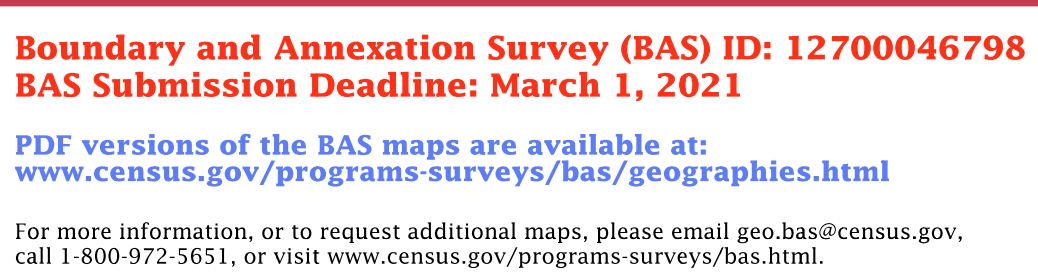 Boundary and Annexation Survey (BAS) ID: 12700046798
BAS Submission Deadline: March 1, 2021
PDF versions of the BAS maps are available at:
www.census.gov/programs-surveys/bas/geographies.html
For more information, or to request additional maps, please email geo.bas@census.gov,
call 1-800-972-5651, or visit www.census.gov/programs-surveys/bas.html.